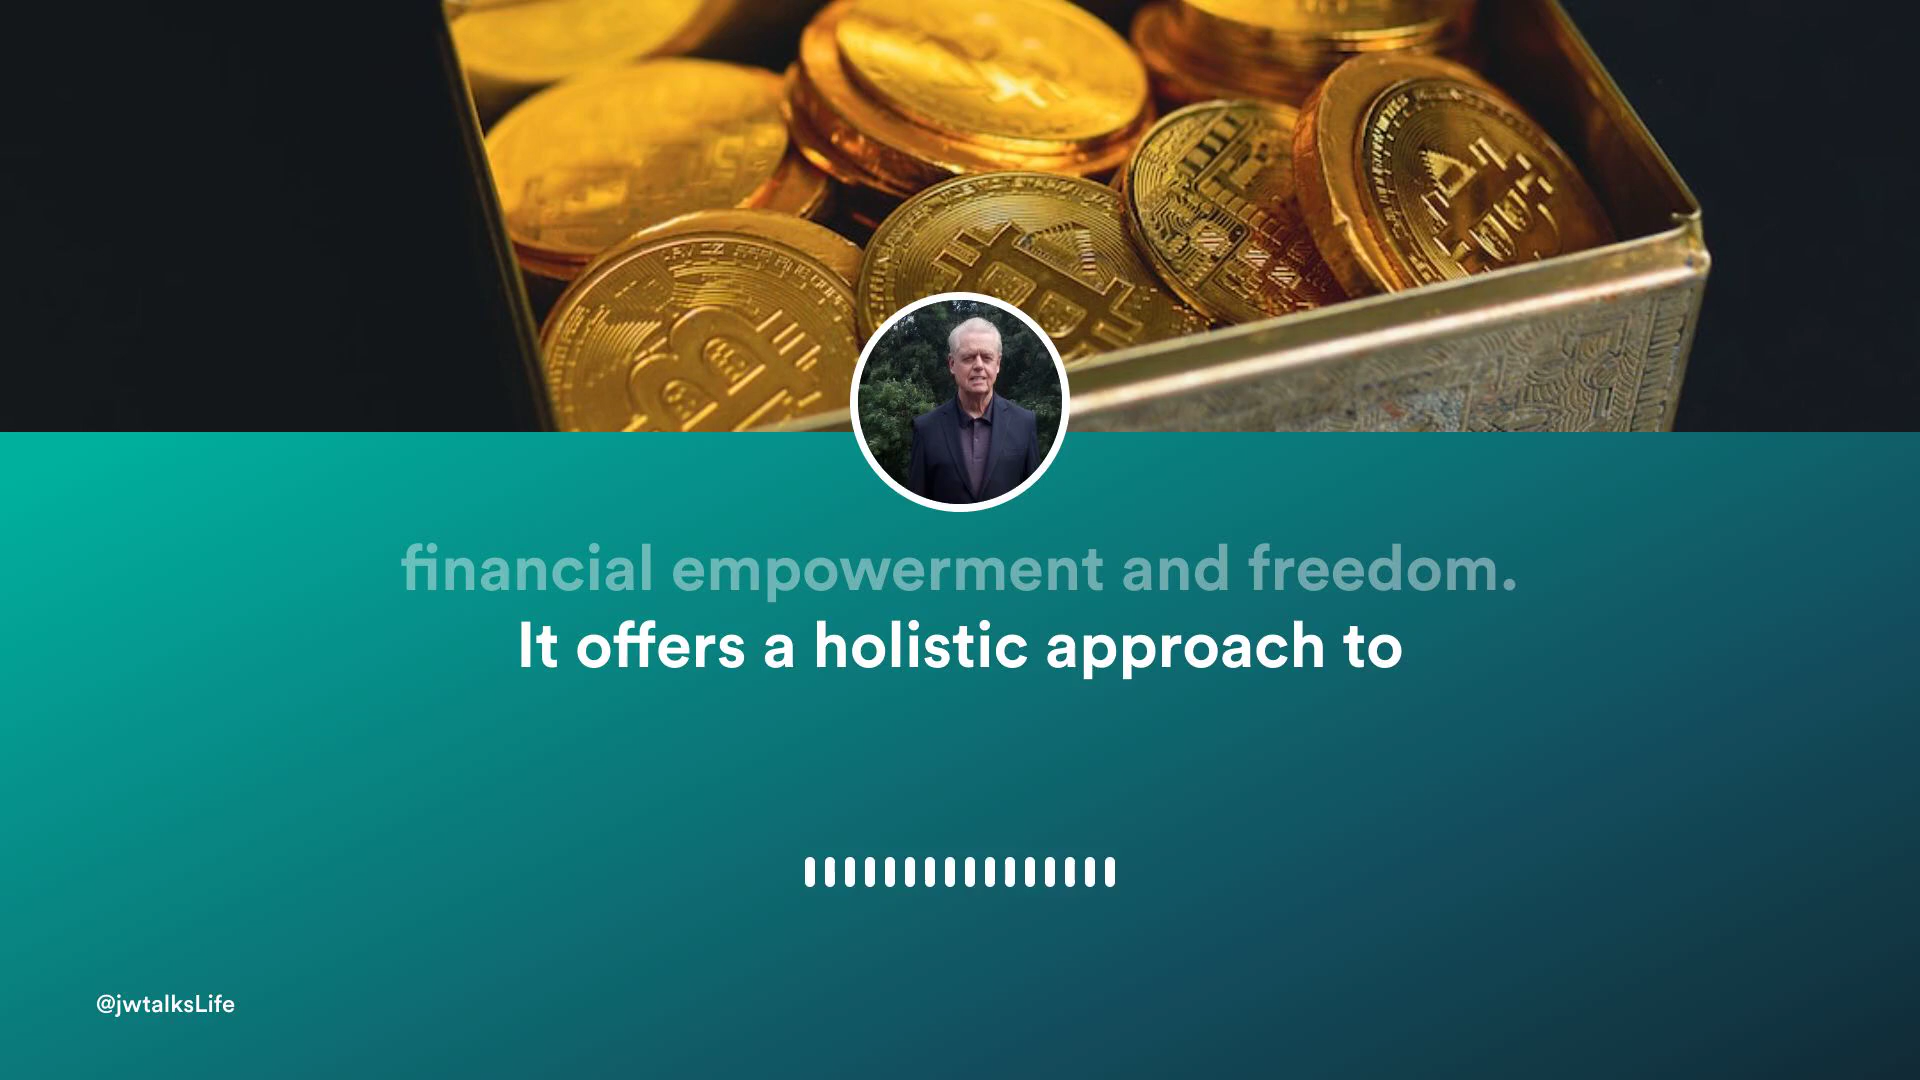 financial empowerment and freedom.
It offers a holistic approach to
@jwtalksLife